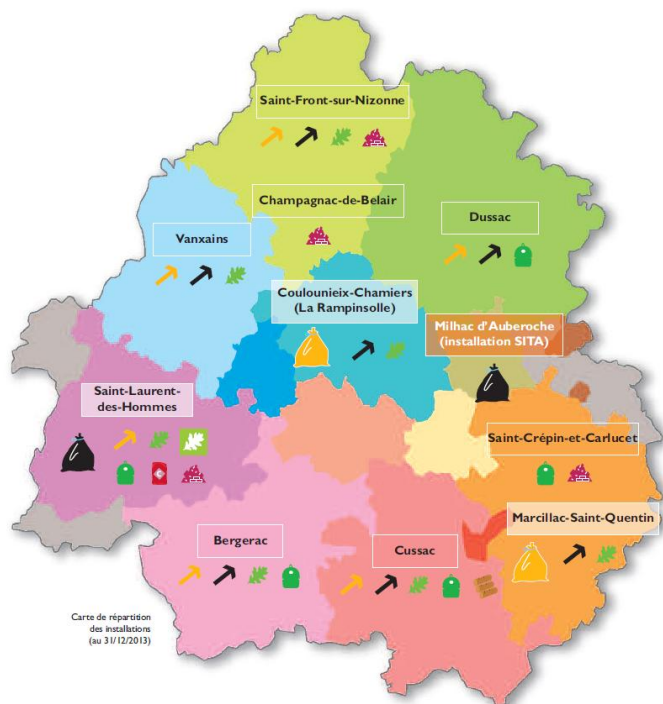 Saint-Front-sur-Nizonne
Champagnac-de-Belair
Dussac
Vanxains
Coulounieix-Chamiers
(La Rampinsolle)
Milhac d'Auberoche
(installation SITA)
Saint-Laurent-
des-Hommes
Saint-Crépin-et-Carlucet
Marcillac-Saint-Quentin
Bergerac
Cussac
Carte de répartition
des installations
(au 31/12/2013)